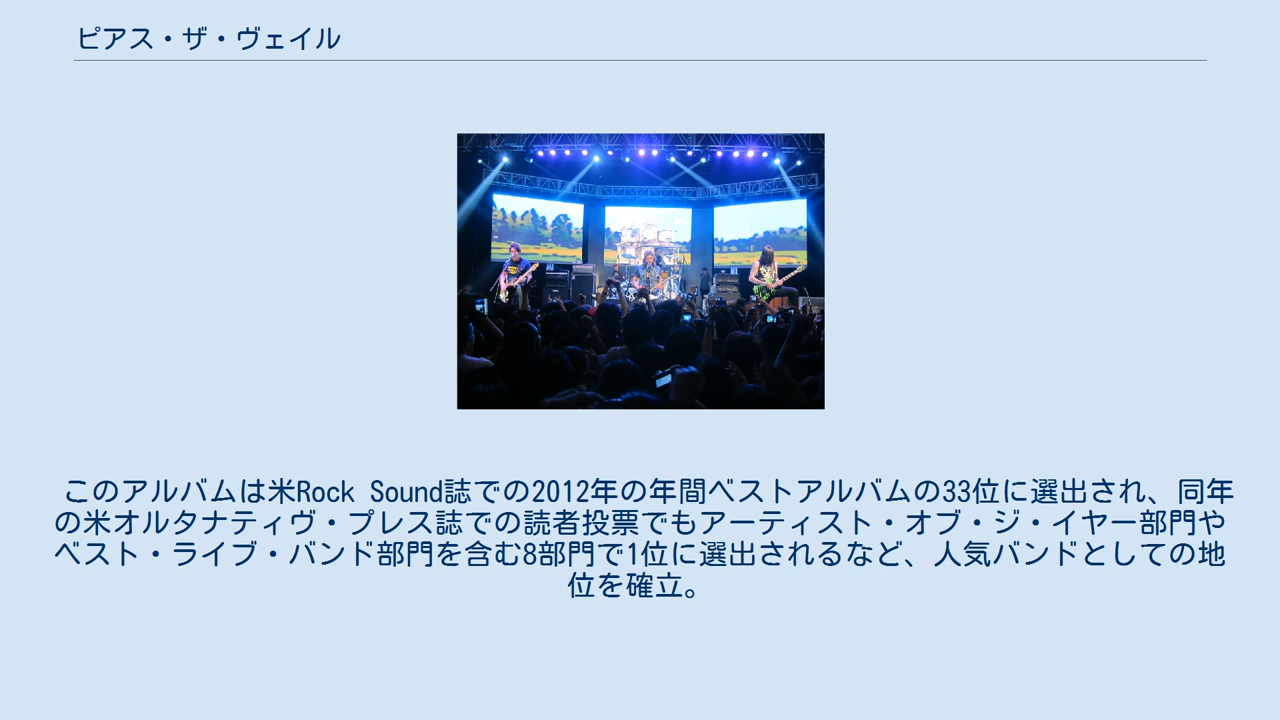 ピアス・ザ・ヴェイル
このアルバムは米Rock Sound誌での2012年の年間ベストアルバムの33位に選出され、同年
の米オルタナティヴ・プレス誌での読者投票でもアーティスト・オブ・ジ・イヤー部門や
ベスト・ライブ・バンド部門を含む8部門で1位に選出されるなど、人気バンドとしての地
位を確立。